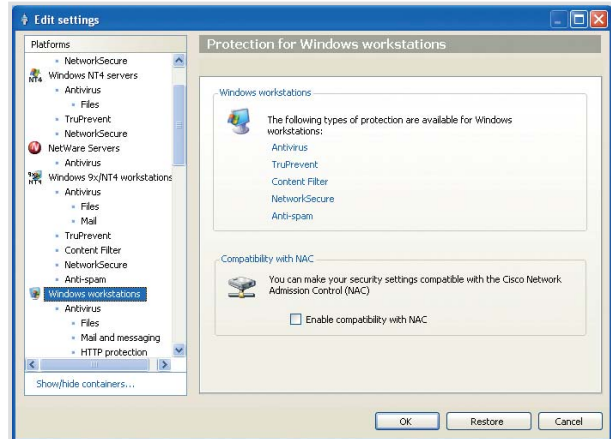 Edit settings
Platforms
NetworkSecure
NT4 Windows NT4 servers
Antivirus
Files
TruPrevent
NetworkSecure
NetWare Servers
Antivirus
9x/NT4 Windows 9x/NT4 workstations
Antivirus
Files
Mail
TruPrevent
Content Filter
NetworkSecure
Anti-spam
Windows workstations
Antivirus
Files
Mail and messaging
HTTP protection
Show/hide containers...
Protection for Windows workstations
Windows workstations
The following types of protection are available for Windows
workstations:
Antivirus
TruPrevent
Content Filter
NetworkSecure
Anti-spam
Compatibility with NAC
You can make your security settings compatible with the Cisco Network
Admission Control (NAC)
Enable compatibility with NAC
OK
Restore
Cancel